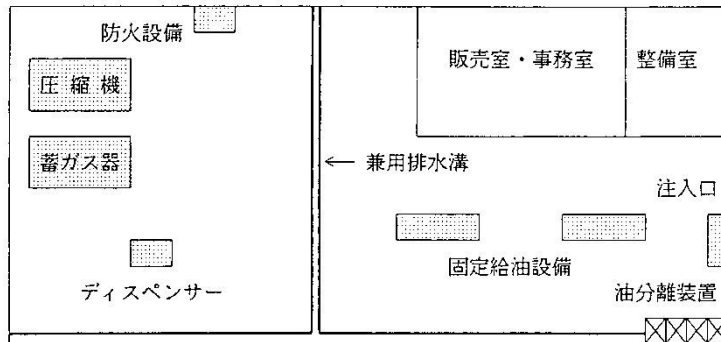 防火設備
圧縮機
蓄ガス器
ディスペンサー
← 兼用排水溝
販売室・事務室
整備室
注入口
固定給油設備
油分離装置